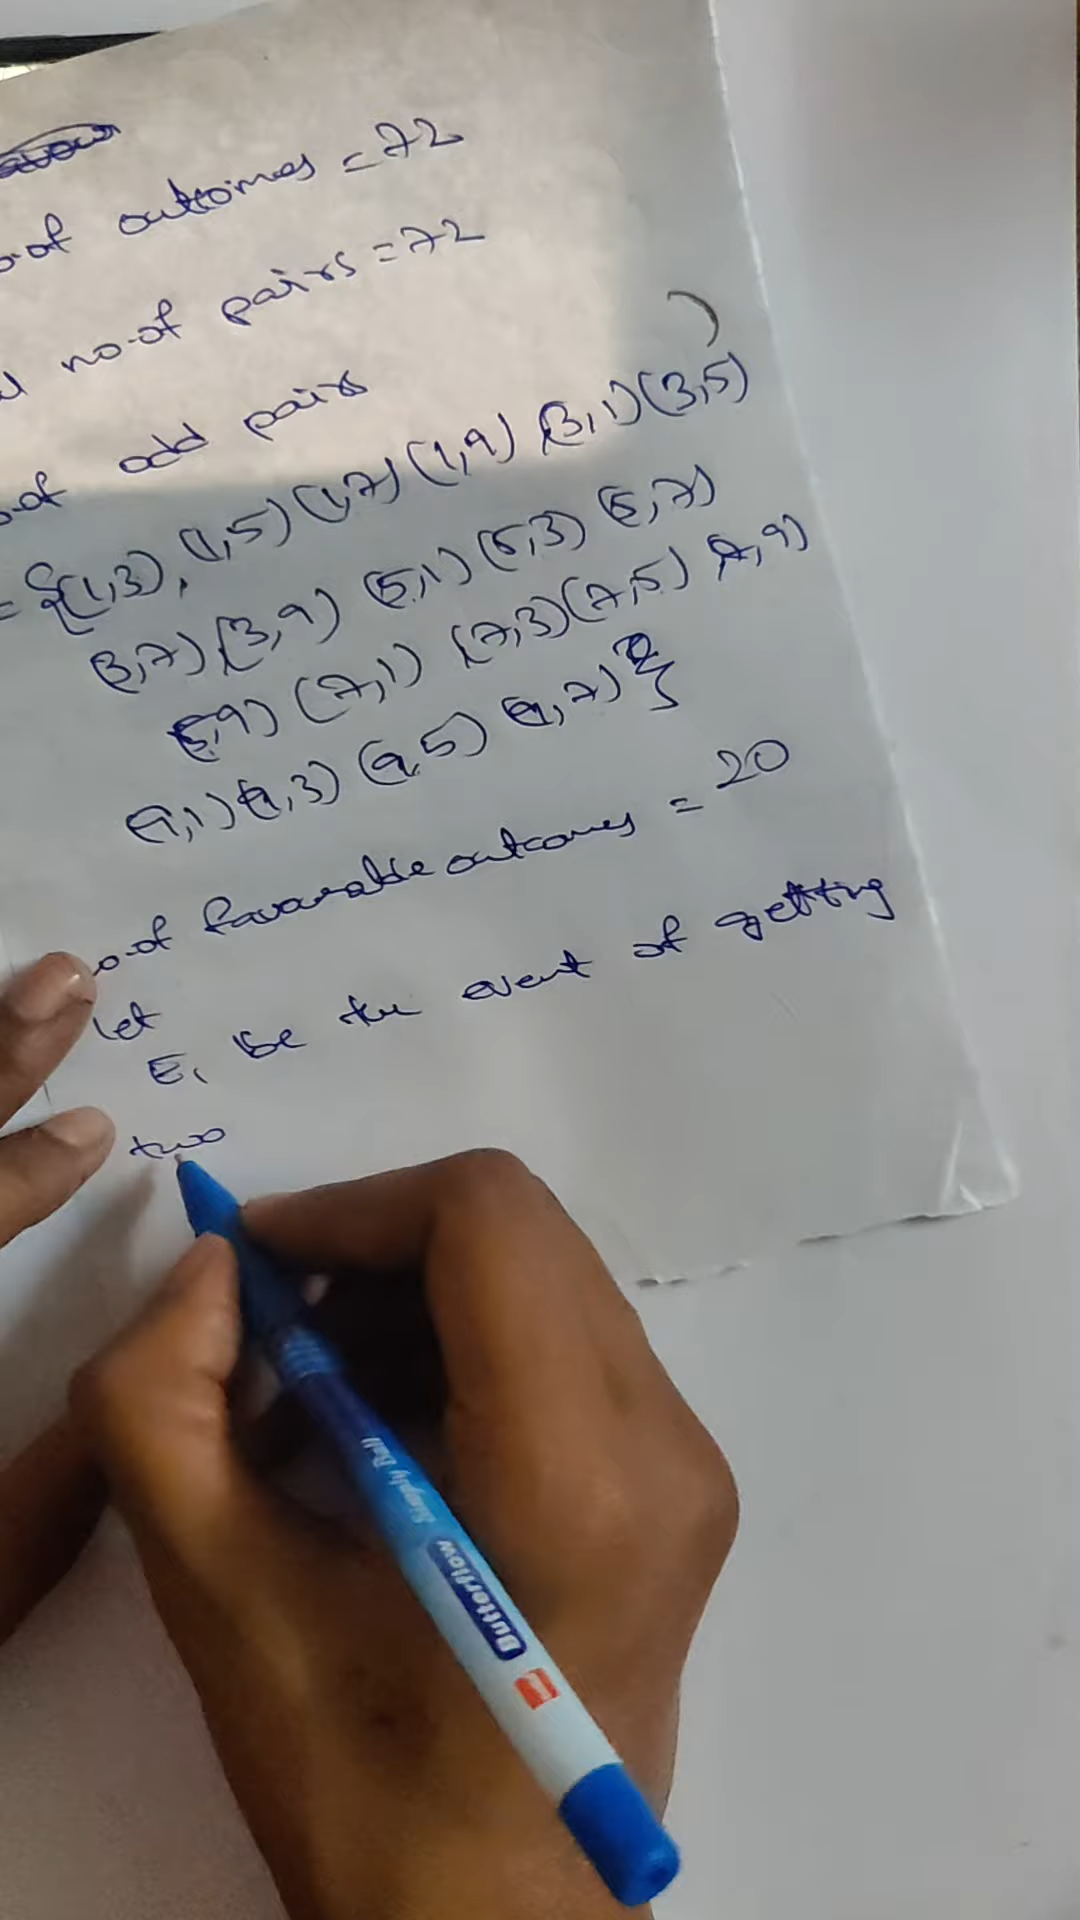 of outcomes = 72
no of pairs = 72
of odd pairs
= {(1,3), (1,5) (1,7) (1,9) (3,1) (3,5)
(3,7) (3,9) (5,1) (5,3) (5,7)
(5,9) (7,1) (7,3) (7,5) (7,9)
(9,1) (9,3) (9,5) (9,7) }
o of favourable outcomes = 20
let
E1 be the event of getting
two
Simply Ball
Butterflow